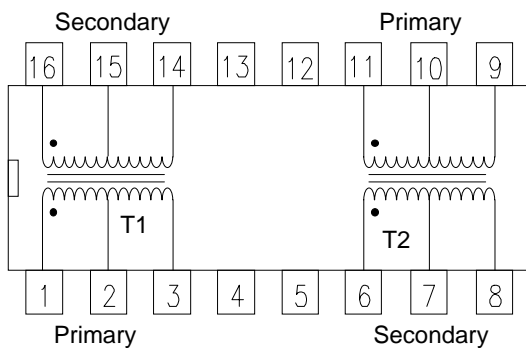 Secondary Primary
16 15 14 13 12 11 10 9
T1 T2
1 2 3 4 5 6 7 8
Primary Secondary